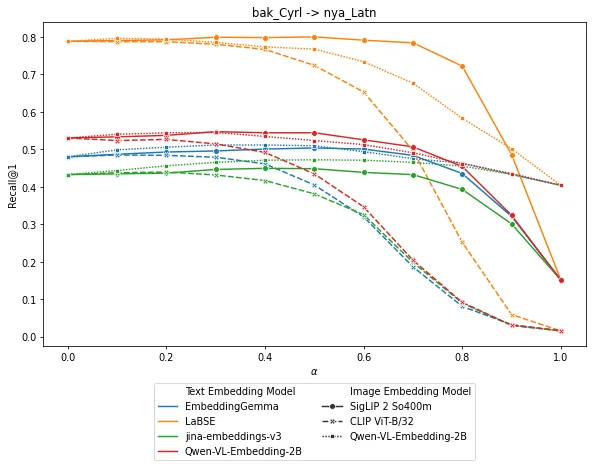 bak_Cyrl -> nya_Latn
Recall@1
0.8
0.7
0.6
0.5
0.4
0.3
0.2
0.1
0.0
0.0
0.2
0.4
0.6
0.8
1.0
α
Text Embedding Model
EmbeddingGemma
LaBSE
jina-embeddings-v3
Qwen-VL-Embedding-2B
Image Embedding Model
SigLIP 2 So400m
CLIP ViT-B/32
Qwen-VL-Embedding-2B